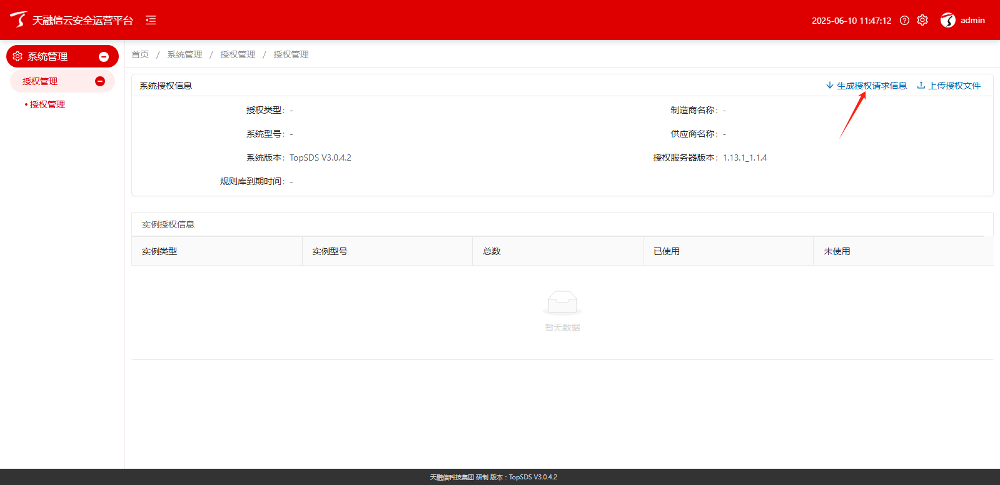 天融信云安全运营平台
2025-06-10 11:47:12
admin
系统管理
授权管理
授权管理
首页 / 系统管理 / 授权管理 / 授权管理
系统授权信息
生成授权请求信息
上传授权文件
授权类型: -
制造商名称: -
系统型号: -
供应商名称: -
系统版本: TopSDS V3.0.4.2
授权服务器版本: 1.13.1_1.1.4
规则库到期时间: -
实例授权信息
实例类型 实例型号 总数 已使用 未使用
暂无数据
天融信科技集团 研制 版本：TopSDS V3.0.4.2